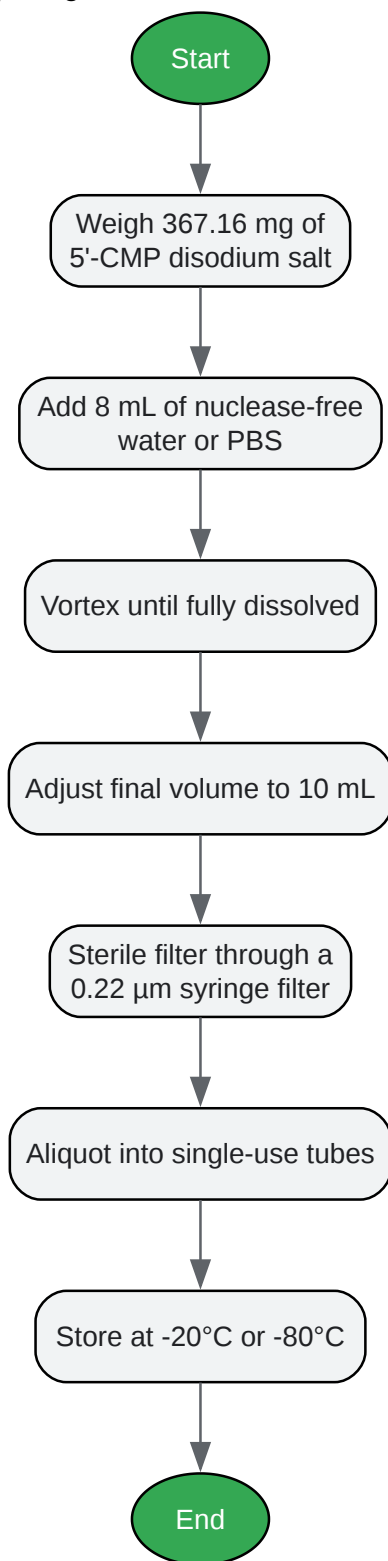 Start
Weigh 367.16 mg of
5'-CMP disodium salt
Add 8 mL of nuclease-free
water or PBS
Vortex until fully dissolved
Adjust final volume to 10 mL
Sterile filter through a
0.22 µm syringe filter
Aliquot into single-use tubes
Store at -20°C or -80°C
End